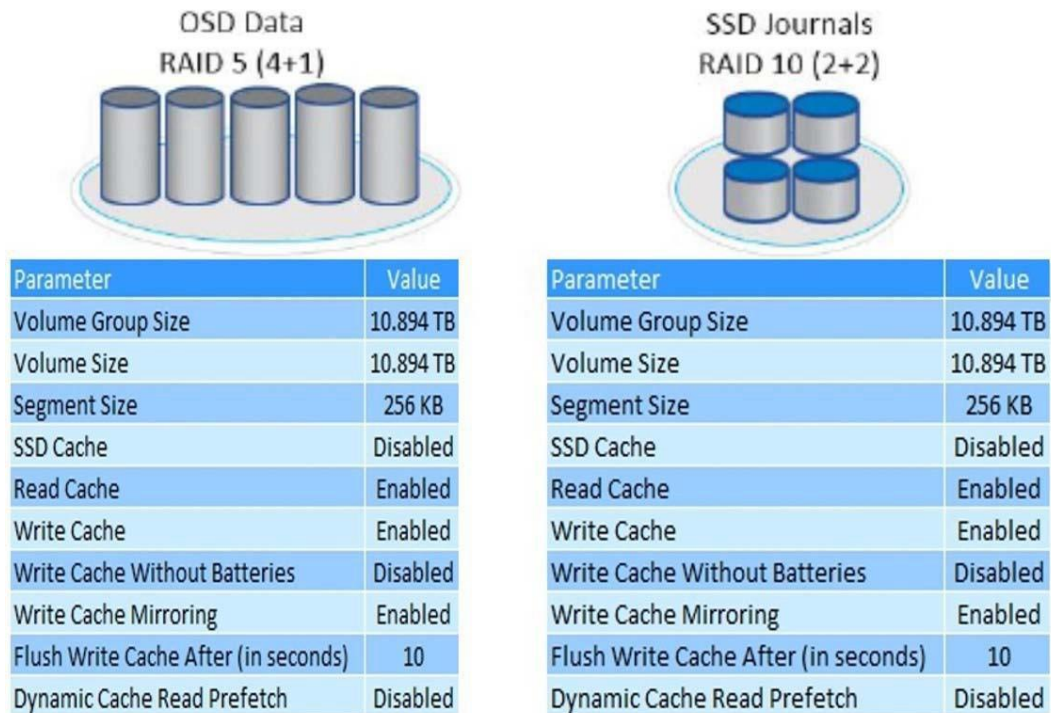 OSD Data
RAID 5 (4+1)
Parameter Value
Volume Group Size 10.894 TB
Volume Size 10.894 TB
Segment Size 256 KB
SSD Cache Disabled
Read Cache Enabled
Write Cache Enabled
Write Cache Without Batteries Disabled
Write Cache Mirroring Enabled
Flush Write Cache After (in seconds) 10
Dynamic Cache Read Prefetch Disabled
SSD Journals
RAID 10 (2+2)
Parameter Value
Volume Group Size 10.894 TB
Volume Size 10.894 TB
Segment Size 256 KB
SSD Cache Disabled
Read Cache Enabled
Write Cache Enabled
Write Cache Without Batteries Disabled
Write Cache Mirroring Enabled
Flush Write Cache After (in seconds) 10
Dynamic Cache Read Prefetch Disabled